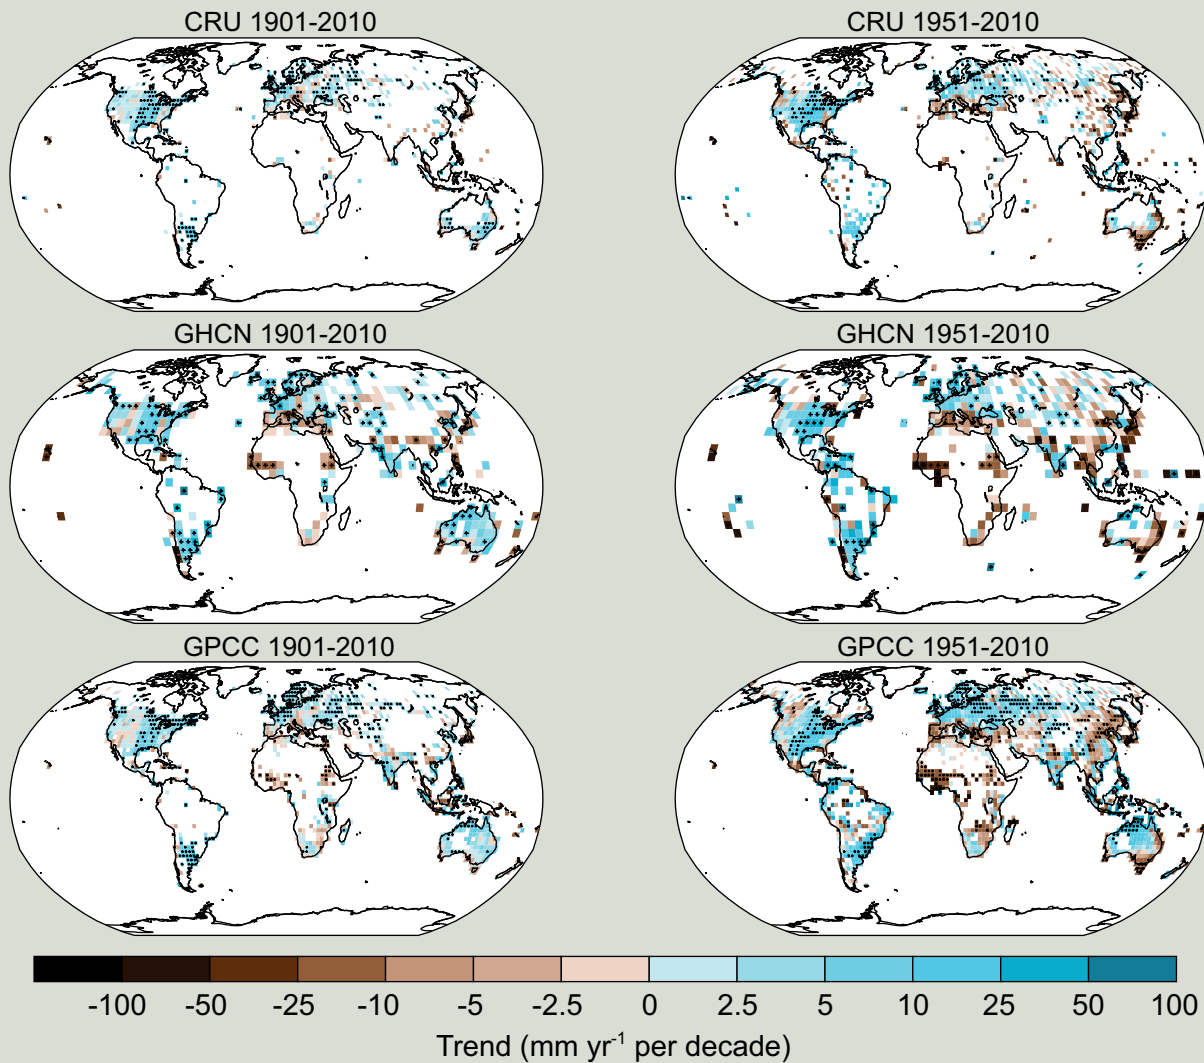 CRU 1901-2010
CRU 1951-2010
GHCN 1901-2010
GHCN 1951-2010
GPCC 1901-2010
GPCC 1951-2010
-100 -50 -25 -10 -5 -2.5 0 2.5 5 10 25 50 100
Trend (mm yr⁻¹ per decade)